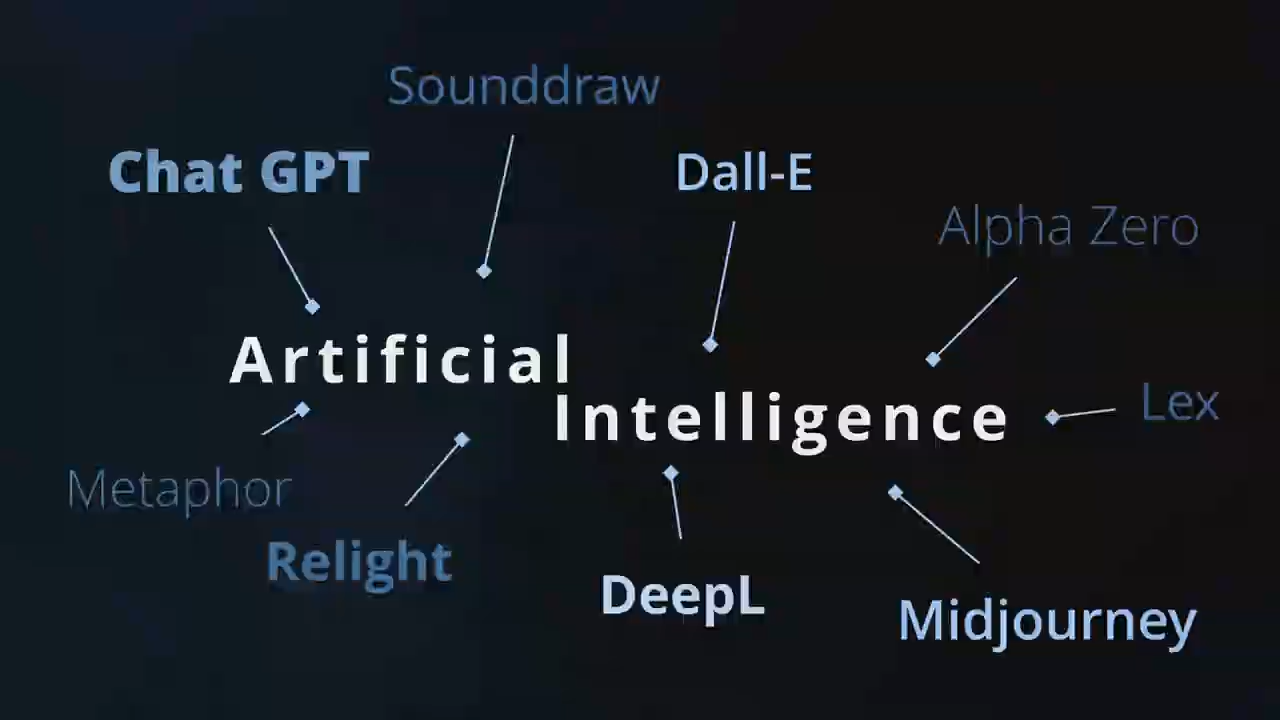 Sounddraw
Chat GPT
Dall-E
Alpha Zero
Artificial
Intelligence
Lex
Metaphor
Relight
DeepL
Midjourney